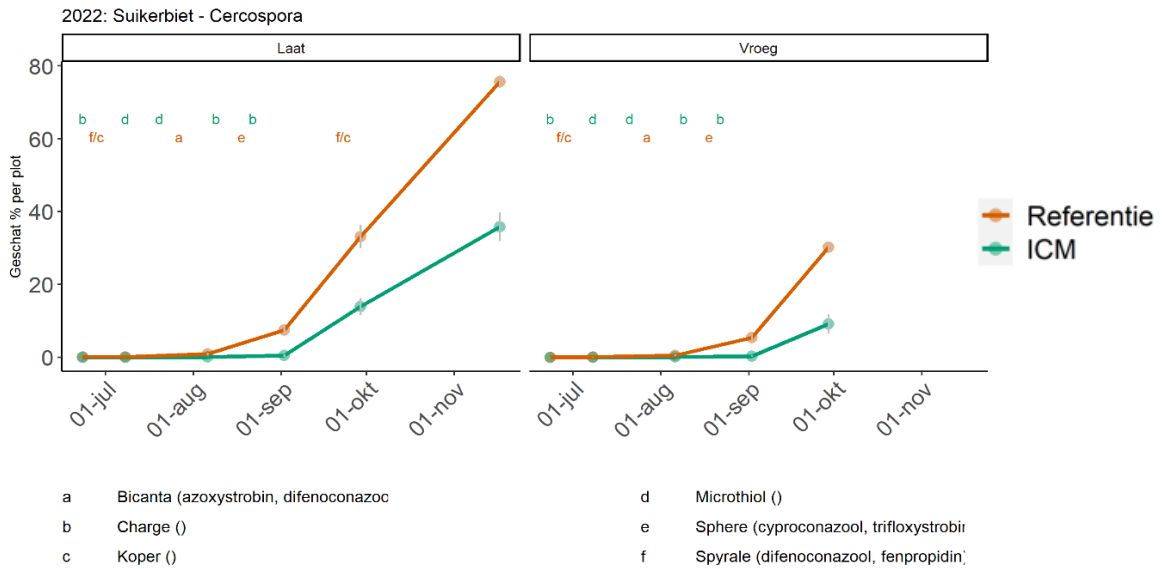 2022: Suikerbiet - Cercospora
Laat
Vroeg
Geschat % per plot
80
60
40
20
0
b d d b b
f/c a e f/c
b d d b b
f/c a e
01-jul 01-aug 01-sep 01-okt 01-nov
01-jul 01-aug 01-sep 01-okt 01-nov
Referentie
ICM
a Bicanta (azoxystrobin, difenoconazoc
b Charge ()
c Koper ()
d Microthiol ()
e Sphere (cyproconazool, trifloxystrobin
f Spyrale (difenoconazool, fenpropidin)